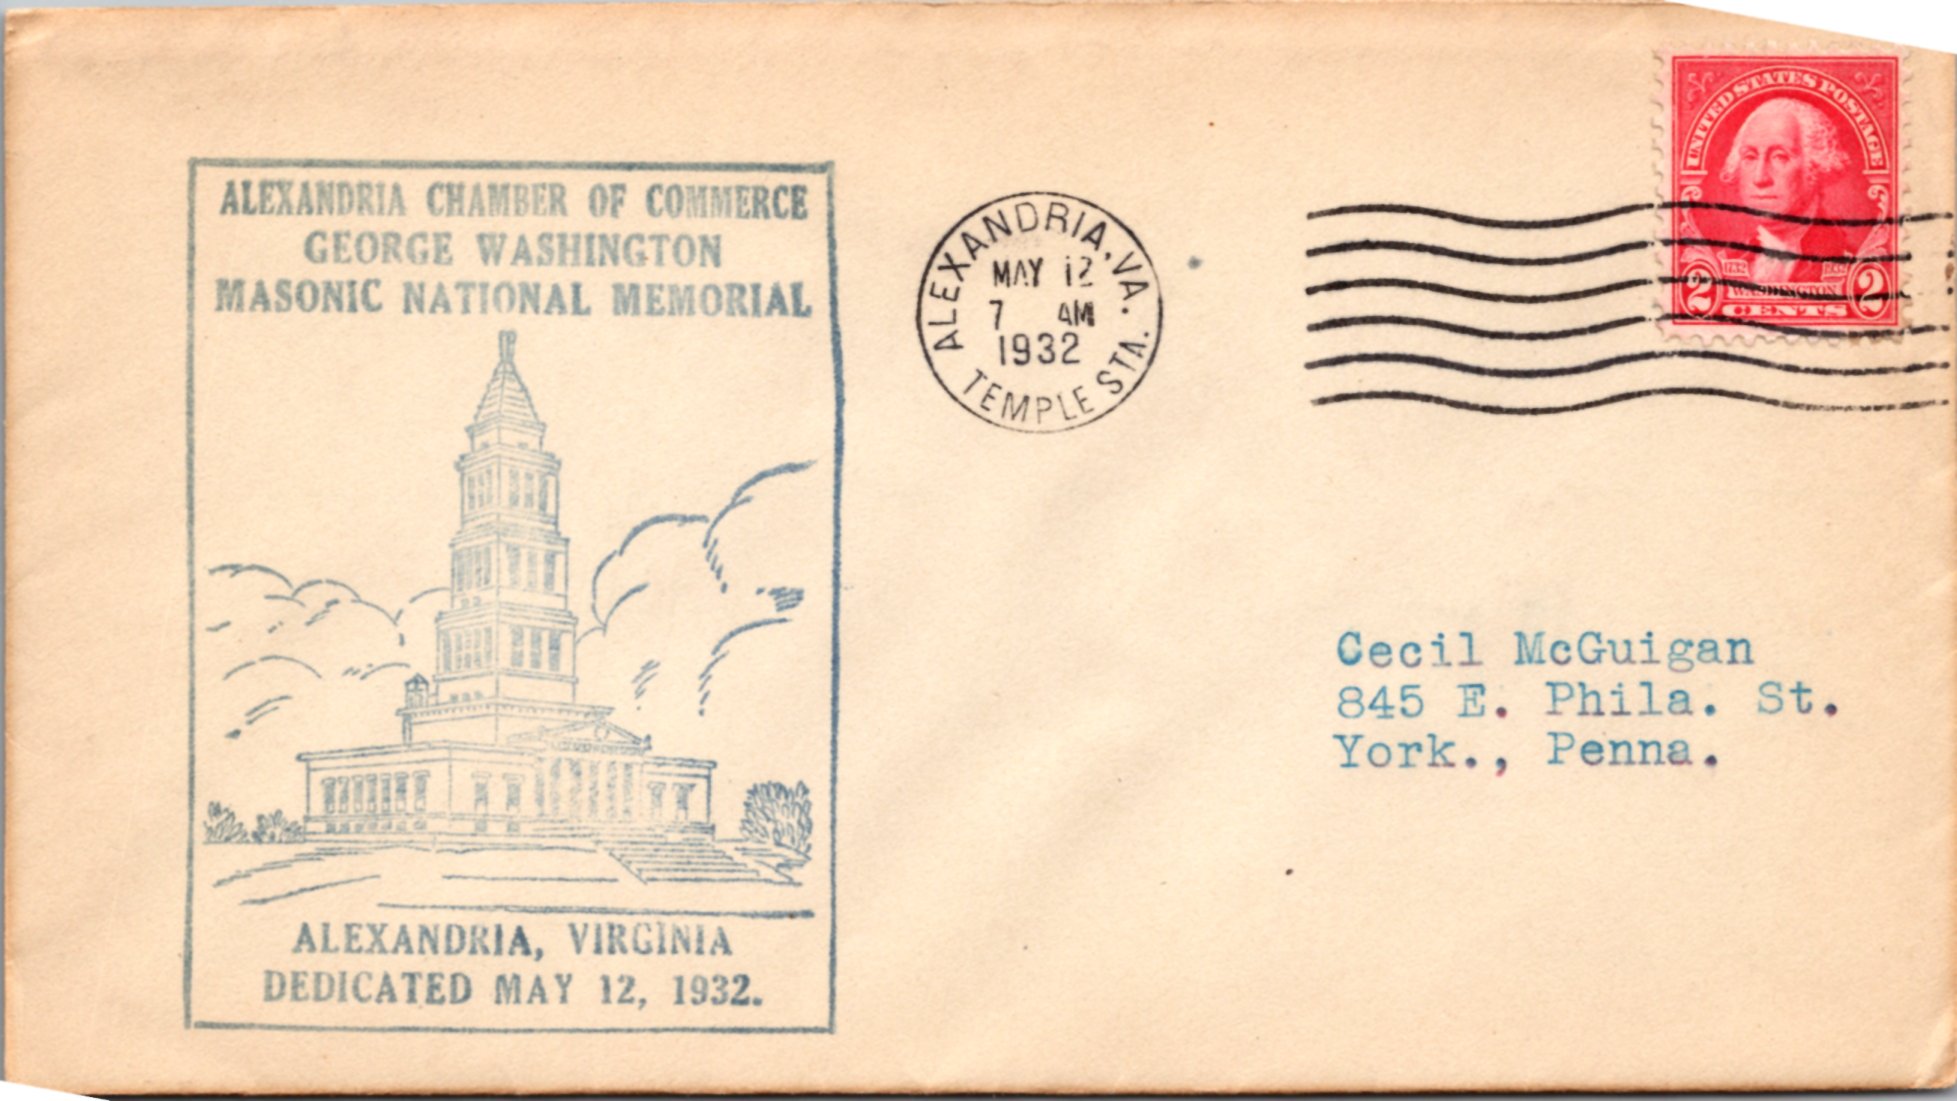 ALEXANDRIA CHAMBER OF COMMERCE
GEORGE WASHINGTON
MASONIC NATIONAL MEMORIAL
ALEXANDRIA, VIRGINIA
DEDICATED MAY 12, 1932.
ALEXANDRIA, VA.
MAY 12
7 AM
1932
TEMPLE STA.
UNITED STATES POSTAGE
1732 1932
2 WASHINGTON 2
CENTS
Cecil McGuigan
845 E. Phila. St.
York., Penna.